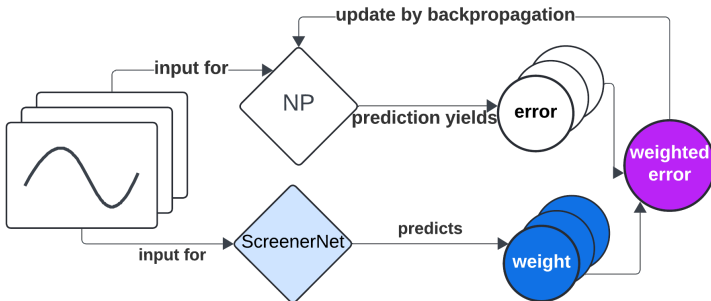 update by backpropagation
input for
NP
prediction yields
error
weighted
error
input for
ScreenerNet
predicts
weight